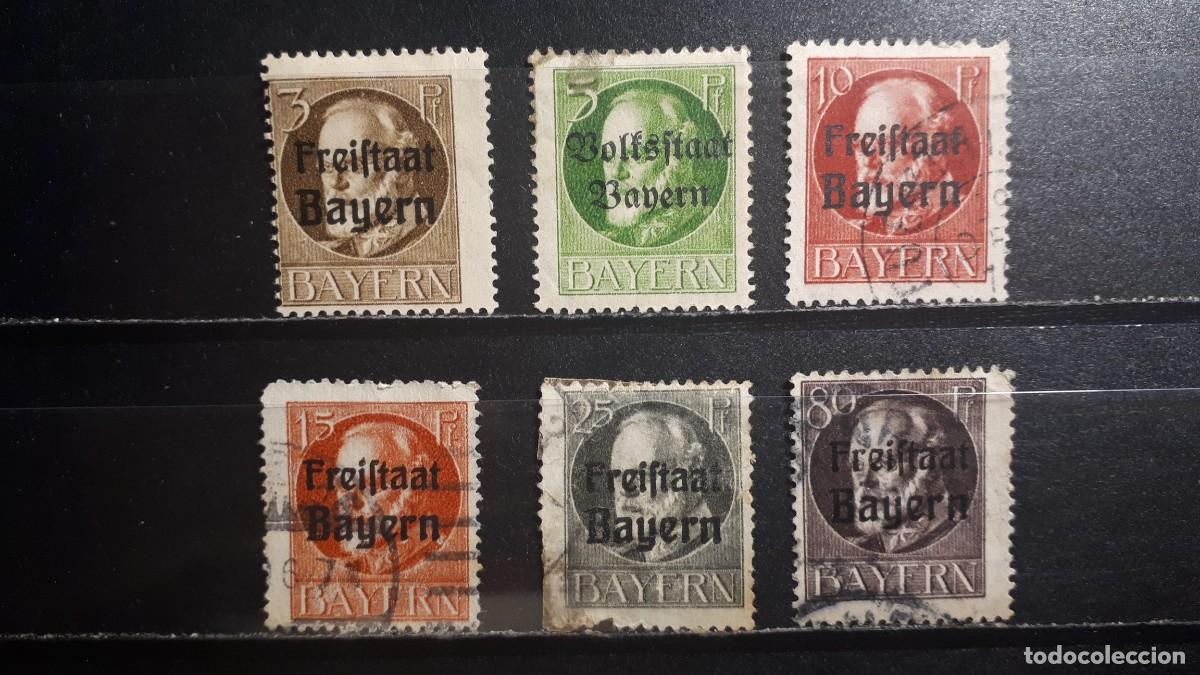 3 Pf
Freiſtaat
Bayern
BAYERN
5 Pf
Volksſtaat
Bayern
BAYERN
10 Pf
Freiſtaat
Bayern
BAYERN
15 Pf
Freiſtaat
Bayern
BAYERN
25 Pf
Freiſtaat
Bayern
BAYERN
80 Pf
Freiſtaat
Bayern
BAYERN
todocoleccion